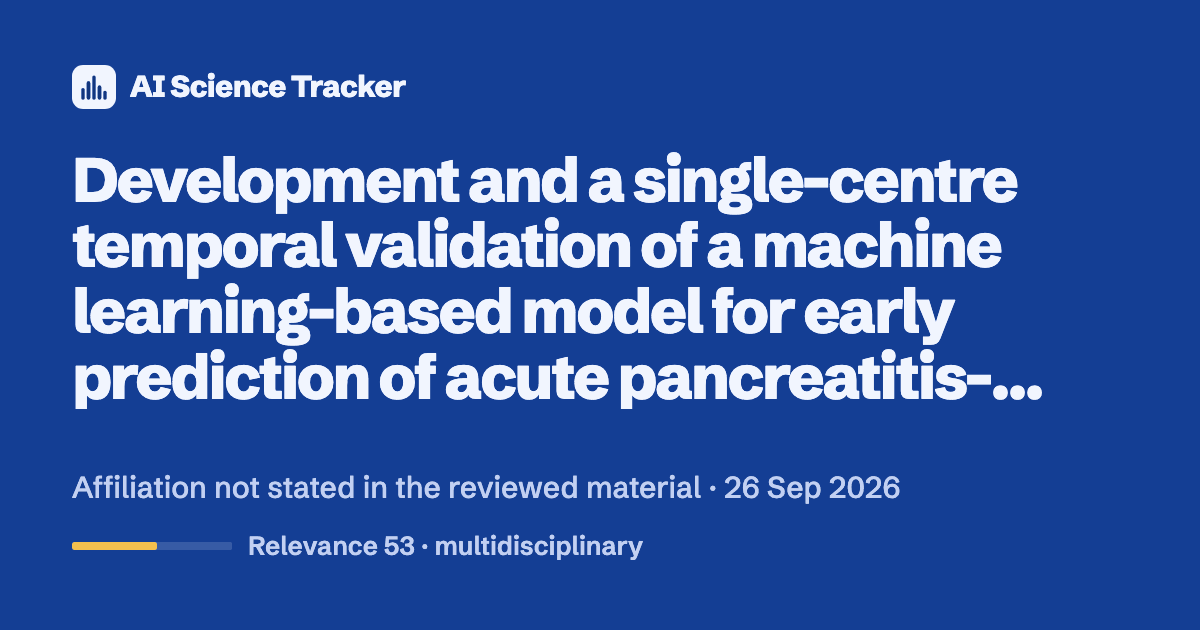 AI Science Tracker
Development and a single-centre
temporal validation of a machine
learning-based model for early
prediction of acute pancreatitis-...
Affiliation not stated in the reviewed material · 26 Sep 2026
Relevance 53 · multidisciplinary